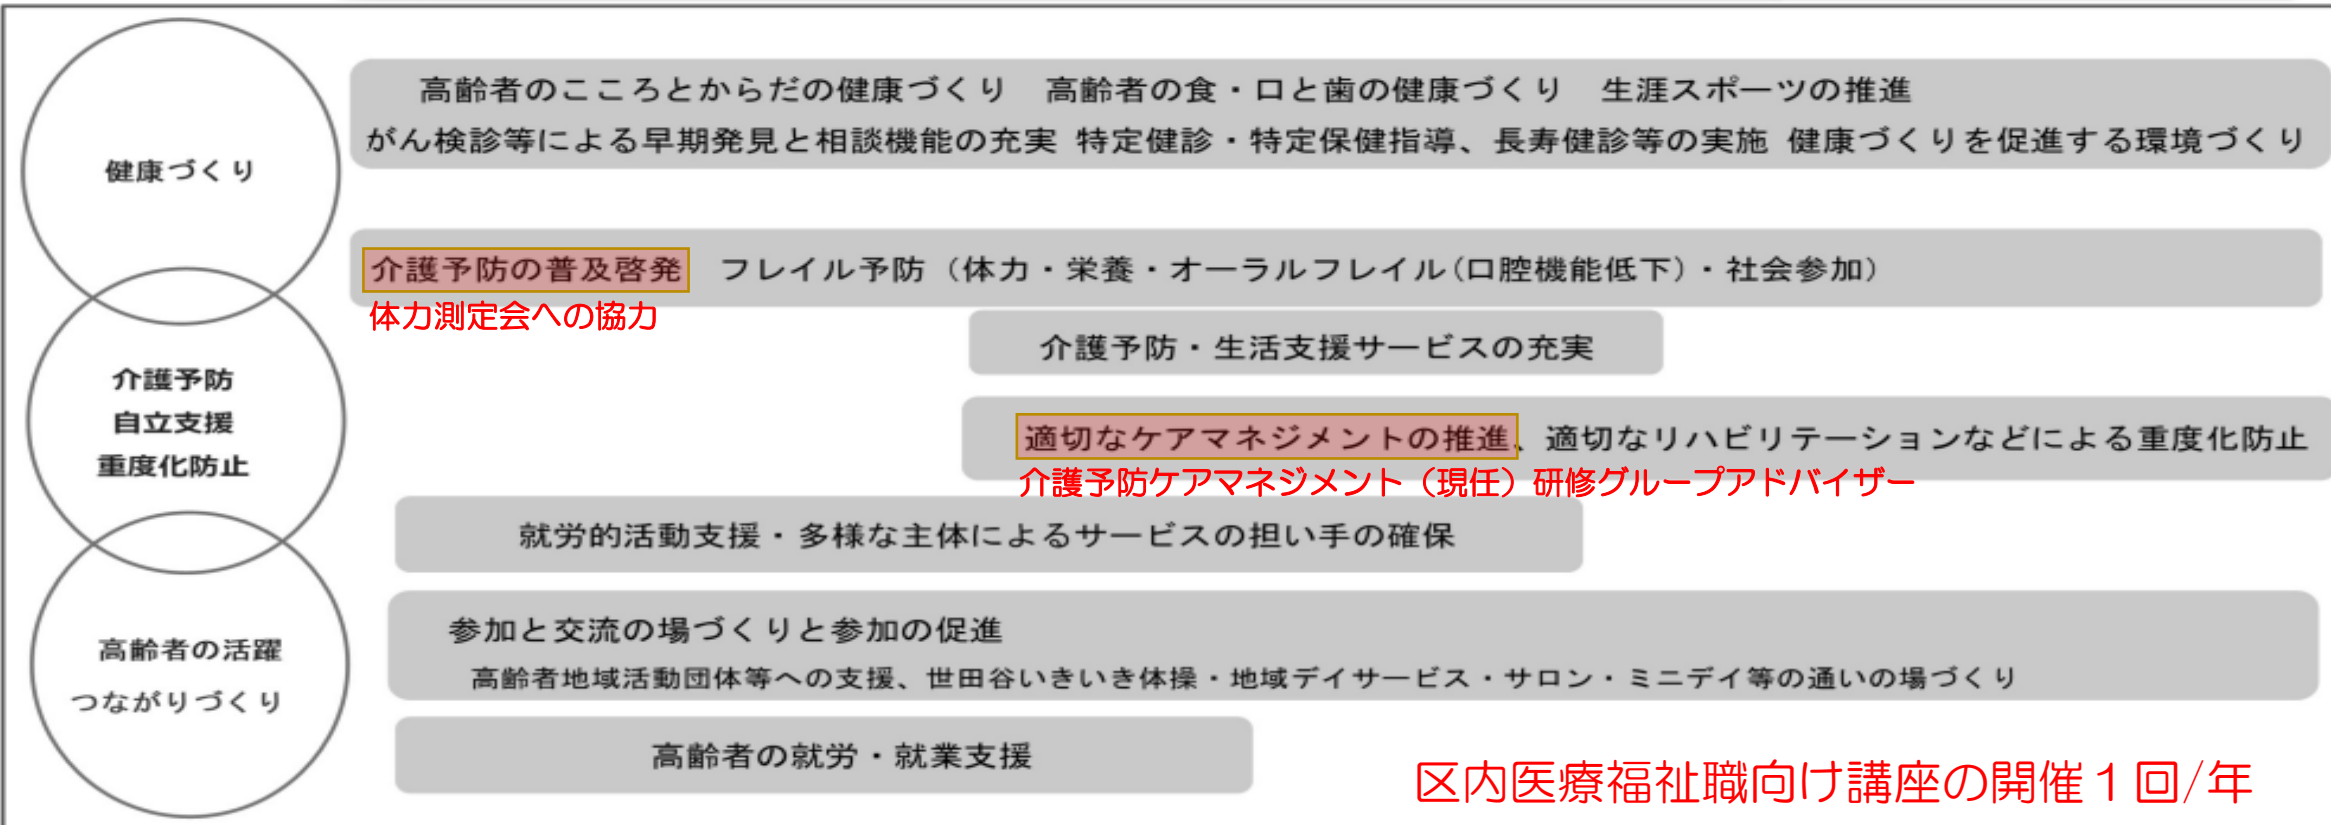 健康づくり
高齢者のこころとからだの健康づくり　高齢者の食・口と歯の健康づくり　生涯スポーツの推進
がん検診等による早期発見と相談機能の充実 特定健診・特定保健指導、長寿健診等の実施 健康づくりを促進する環境づくり
介護予防の普及啓発　フレイル予防（体力・栄養・オーラルフレイル(口腔機能低下)・社会参加）
体力測定会への協力
介護予防・生活支援サービスの充実
介護予防
自立支援
重度化防止
適切なケアマネジメントの推進、適切なリハビリテーションなどによる重度化防止
介護予防ケアマネジメント（現任）研修グループアドバイザー
就労的活動支援・多様な主体によるサービスの担い手の確保
高齢者の活躍
つながりづくり
参加と交流の場づくりと参加の促進
高齢者地域活動団体等への支援、世田谷いきいき体操・地域デイサービス・サロン・ミニデイ等の通いの場づくり
高齢者の就労・就業支援
区内医療福祉職向け講座の開催１回/年